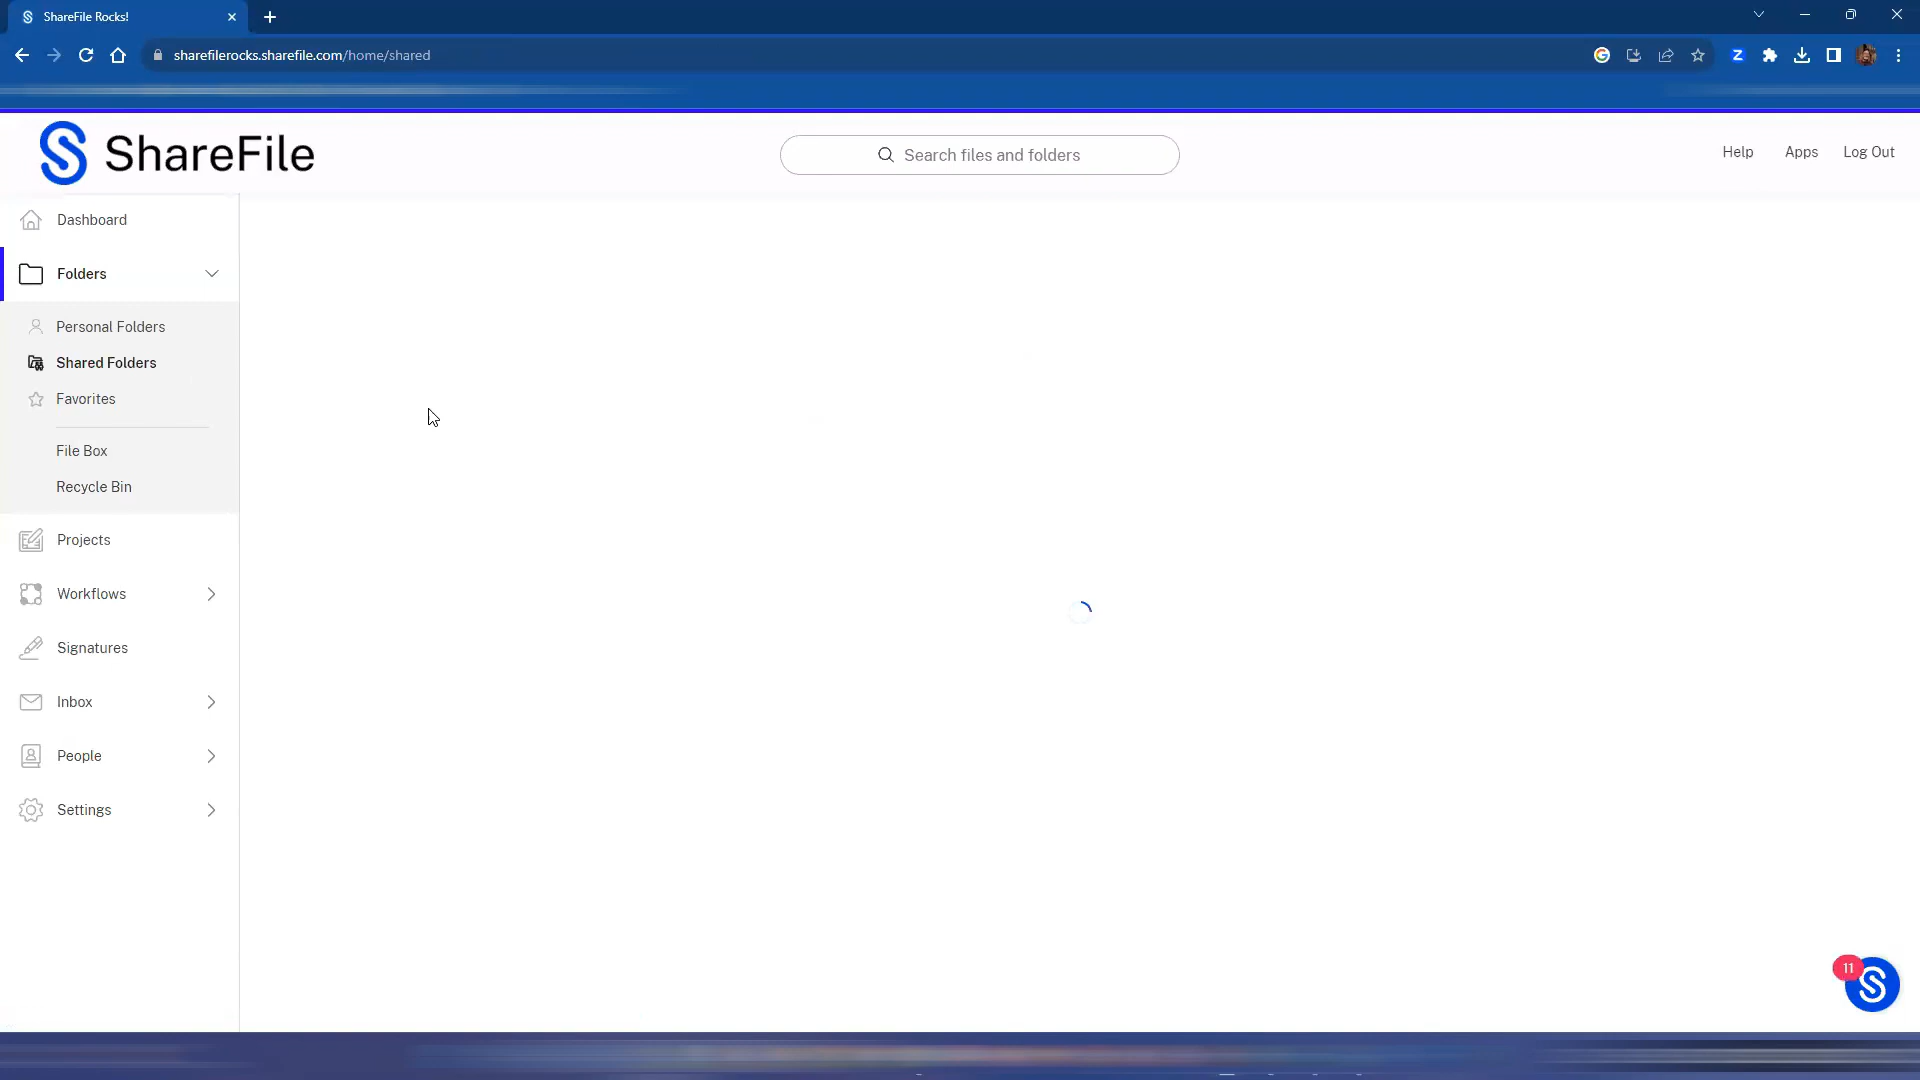 ShareFile Rocks!
sharefilerocks.sharefile.com/home/shared
ShareFile
Search files and folders
Help
Apps
Log Out
Dashboard
Folders
Personal Folders
Shared Folders
Favorites
File Box
Recycle Bin
Projects
Workflows
Signatures
Inbox
People
Settings
11